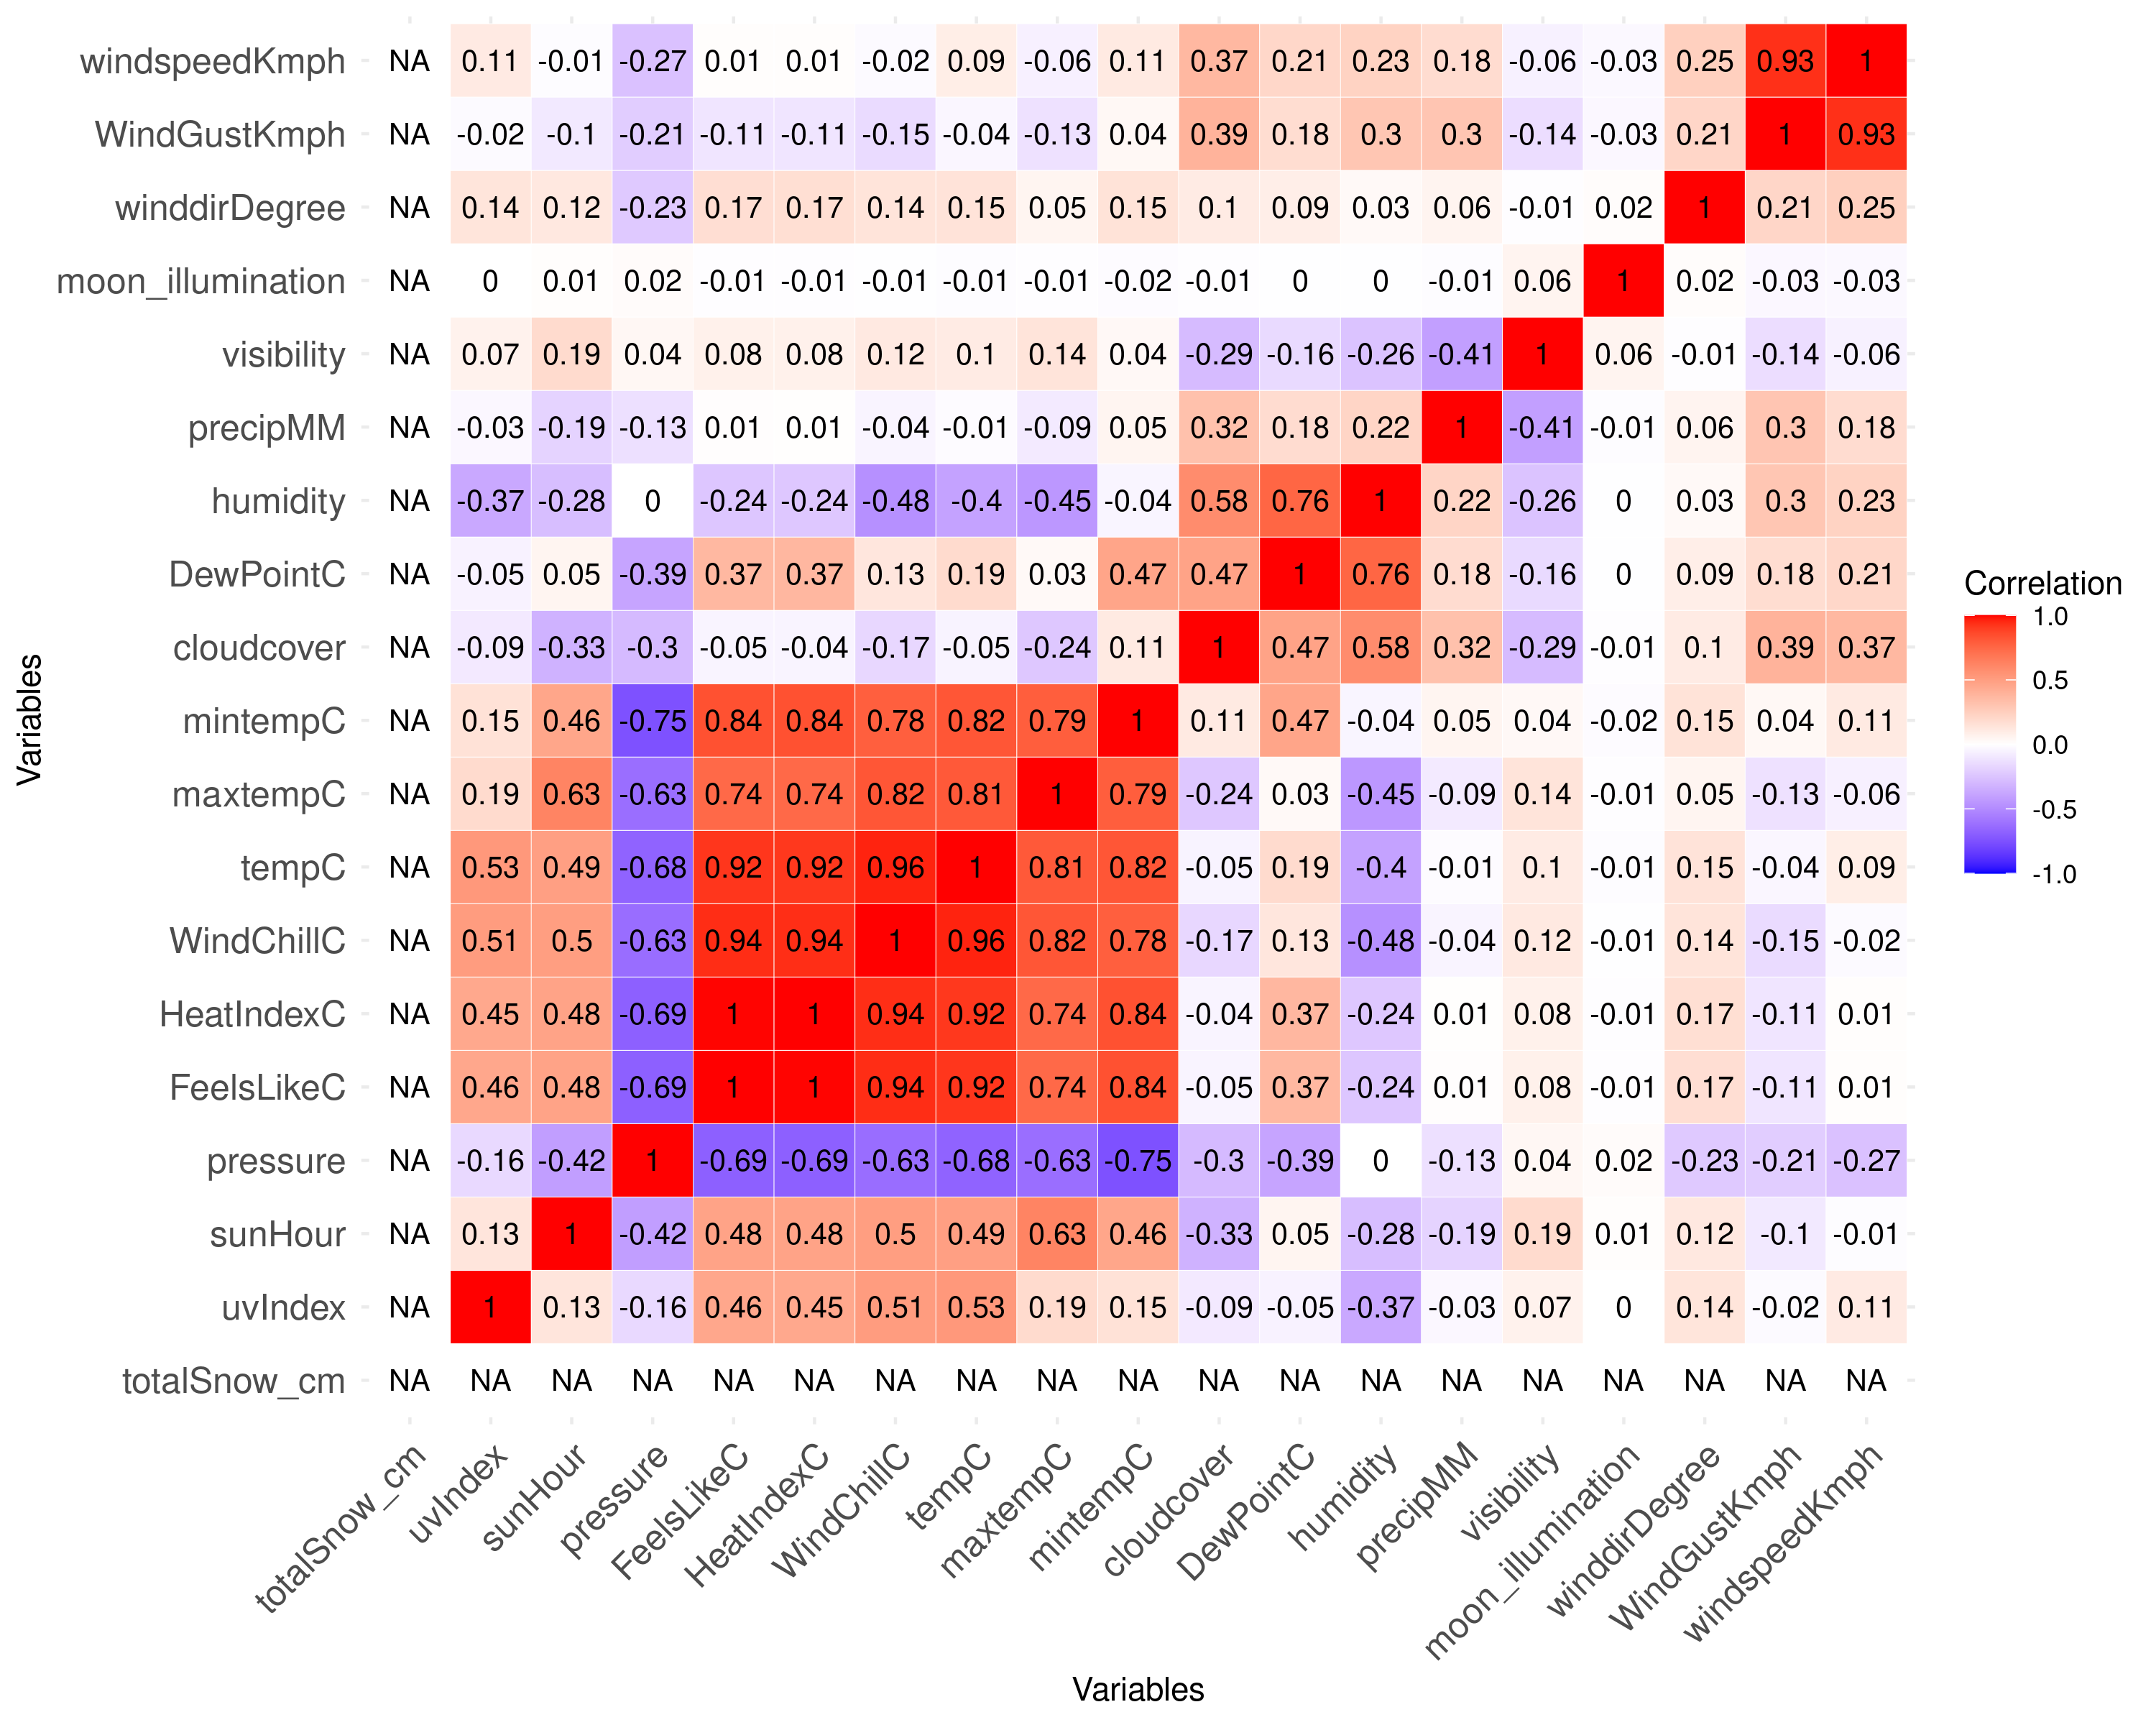 windspeedKmph NA 0.11 -0.01 -0.27 0.01 0.01 -0.02 0.09 -0.06 0.11 0.37 0.21 0.23 0.18 -0.06 -0.03 0.25 0.93 1
WindGustKmph NA -0.02 -0.1 -0.21 -0.11 -0.11 -0.15 -0.04 -0.13 0.04 0.39 0.18 0.3 0.3 -0.14 -0.03 0.21 1 0.93
winddirDegree NA 0.14 0.12 -0.23 0.17 0.17 0.14 0.15 0.05 0.15 0.1 0.09 0.03 0.06 -0.01 0.02 1 0.21 0.25
moon_illumination NA 0 0.01 0.02 -0.01 -0.01 -0.01 -0.01 -0.01 -0.02 -0.01 0 0 -0.01 0.06 1 0.02 -0.03 -0.03
visibility NA 0.07 0.19 0.04 0.08 0.08 0.12 0.1 0.14 0.04 -0.29 -0.16 -0.26 -0.41 1 0.06 -0.01 -0.14 -0.06
precipMM NA -0.03 -0.19 -0.13 0.01 0.01 -0.04 -0.01 -0.09 0.05 0.32 0.18 0.22 1 -0.41 -0.01 0.06 0.3 0.18
humidity NA -0.37 -0.28 0 -0.24 -0.24 -0.48 -0.4 -0.45 -0.04 0.58 0.76 1 0.22 -0.26 0 0.03 0.3 0.23
DewPointC NA -0.05 0.05 -0.39 0.37 0.37 0.13 0.19 0.03 0.47 0.47 1 0.76 0.18 -0.16 0 0.09 0.18 0.21
cloudcover NA -0.09 -0.33 -0.3 -0.05 -0.04 -0.17 -0.05 -0.24 0.11 1 0.47 0.58 0.32 -0.29 -0.01 0.1 0.39 0.37
mintempC NA 0.15 0.46 -0.75 0.84 0.84 0.78 0.82 0.79 1 0.11 0.47 -0.04 0.05 0.04 -0.02 0.15 0.04 0.11
maxtempC NA 0.19 0.63 -0.63 0.74 0.74 0.82 0.81 1 0.79 -0.24 0.03 -0.45 -0.09 0.14 -0.01 0.05 -0.13 -0.06
tempC NA 0.53 0.49 -0.68 0.92 0.92 0.96 1 0.81 0.82 -0.05 0.19 -0.4 -0.01 0.1 -0.01 0.15 -0.04 0.09
WindChillC NA 0.51 0.5 -0.63 0.94 0.94 1 0.96 0.82 0.78 -0.17 0.13 -0.48 -0.04 0.12 -0.01 0.14 -0.15 -0.02
HeatIndexC NA 0.45 0.48 -0.69 1 1 0.94 0.92 0.74 0.84 -0.04 0.37 -0.24 0.01 0.08 -0.01 0.17 -0.11 0.01
FeelsLikeC NA 0.46 0.48 -0.69 1 1 0.94 0.92 0.74 0.84 -0.05 0.37 -0.24 0.01 0.08 -0.01 0.17 -0.11 0.01
pressure NA -0.16 -0.42 1 -0.69 -0.69 -0.63 -0.68 -0.63 -0.75 -0.3 -0.39 0 -0.13 0.04 0.02 -0.23 -0.21 -0.27
sunHour NA 0.13 1 -0.42 0.48 0.48 0.5 0.49 0.63 0.46 -0.33 0.05 -0.28 -0.19 0.19 0.01 0.12 -0.1 -0.01
uvIndex NA 1 0.13 -0.16 0.46 0.45 0.51 0.53 0.19 0.15 -0.09 -0.05 -0.37 -0.03 0.07 0 0.14 -0.02 0.11
totalSnow_cm NA NA NA NA NA NA NA NA NA NA NA NA NA NA NA NA NA NA NA
totalSnow_cm
uvIndex
sunHour
pressure
FeelsLikeC
HeatIndexC
WindChillC
tempC
maxtempC
mintempC
cloudcover
DewPointC
humidity
precipMM
visibility
moon_illumination
winddirDegree
WindGustKmph
windspeedKmph
Variables
Variables
Correlation
1.0
0.5
0.0
-0.5
-1.0